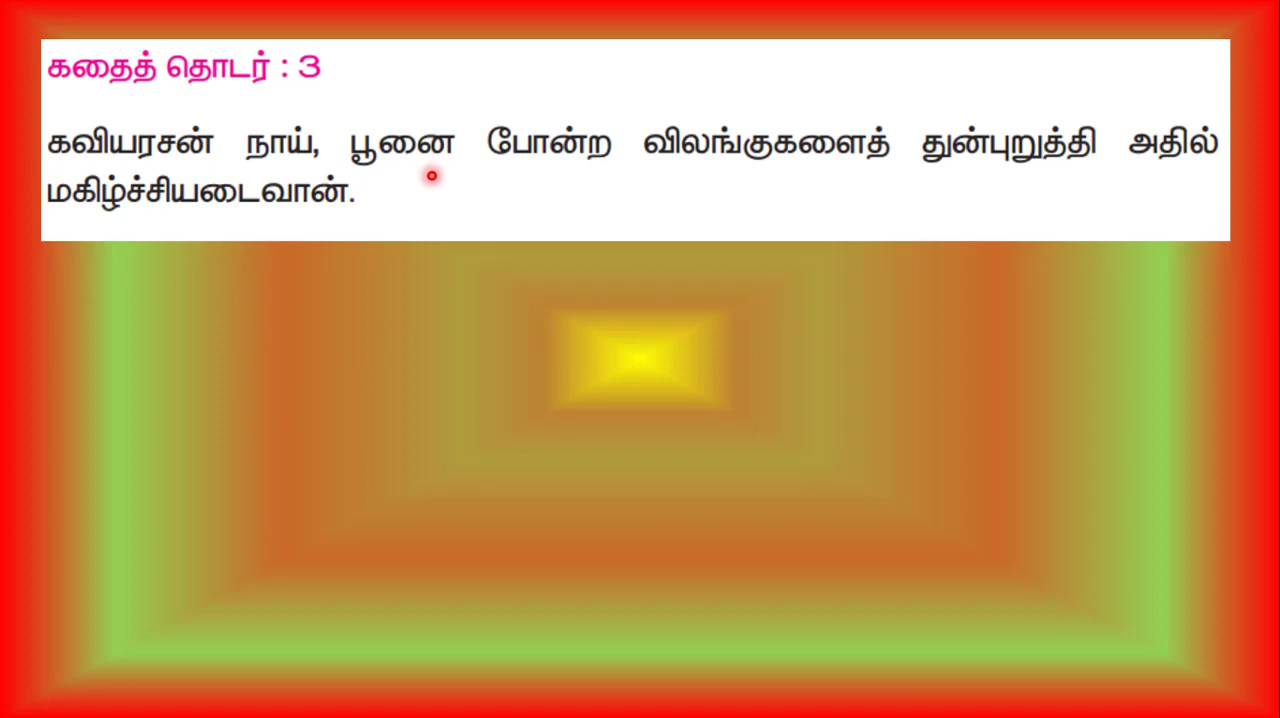 கதைத் தொடர் : 3
கவியரசன் நாய், பூனை போன்ற விலங்குகளைத் துன்புறுத்தி அதில்
மகிழ்ச்சியடைவான்.